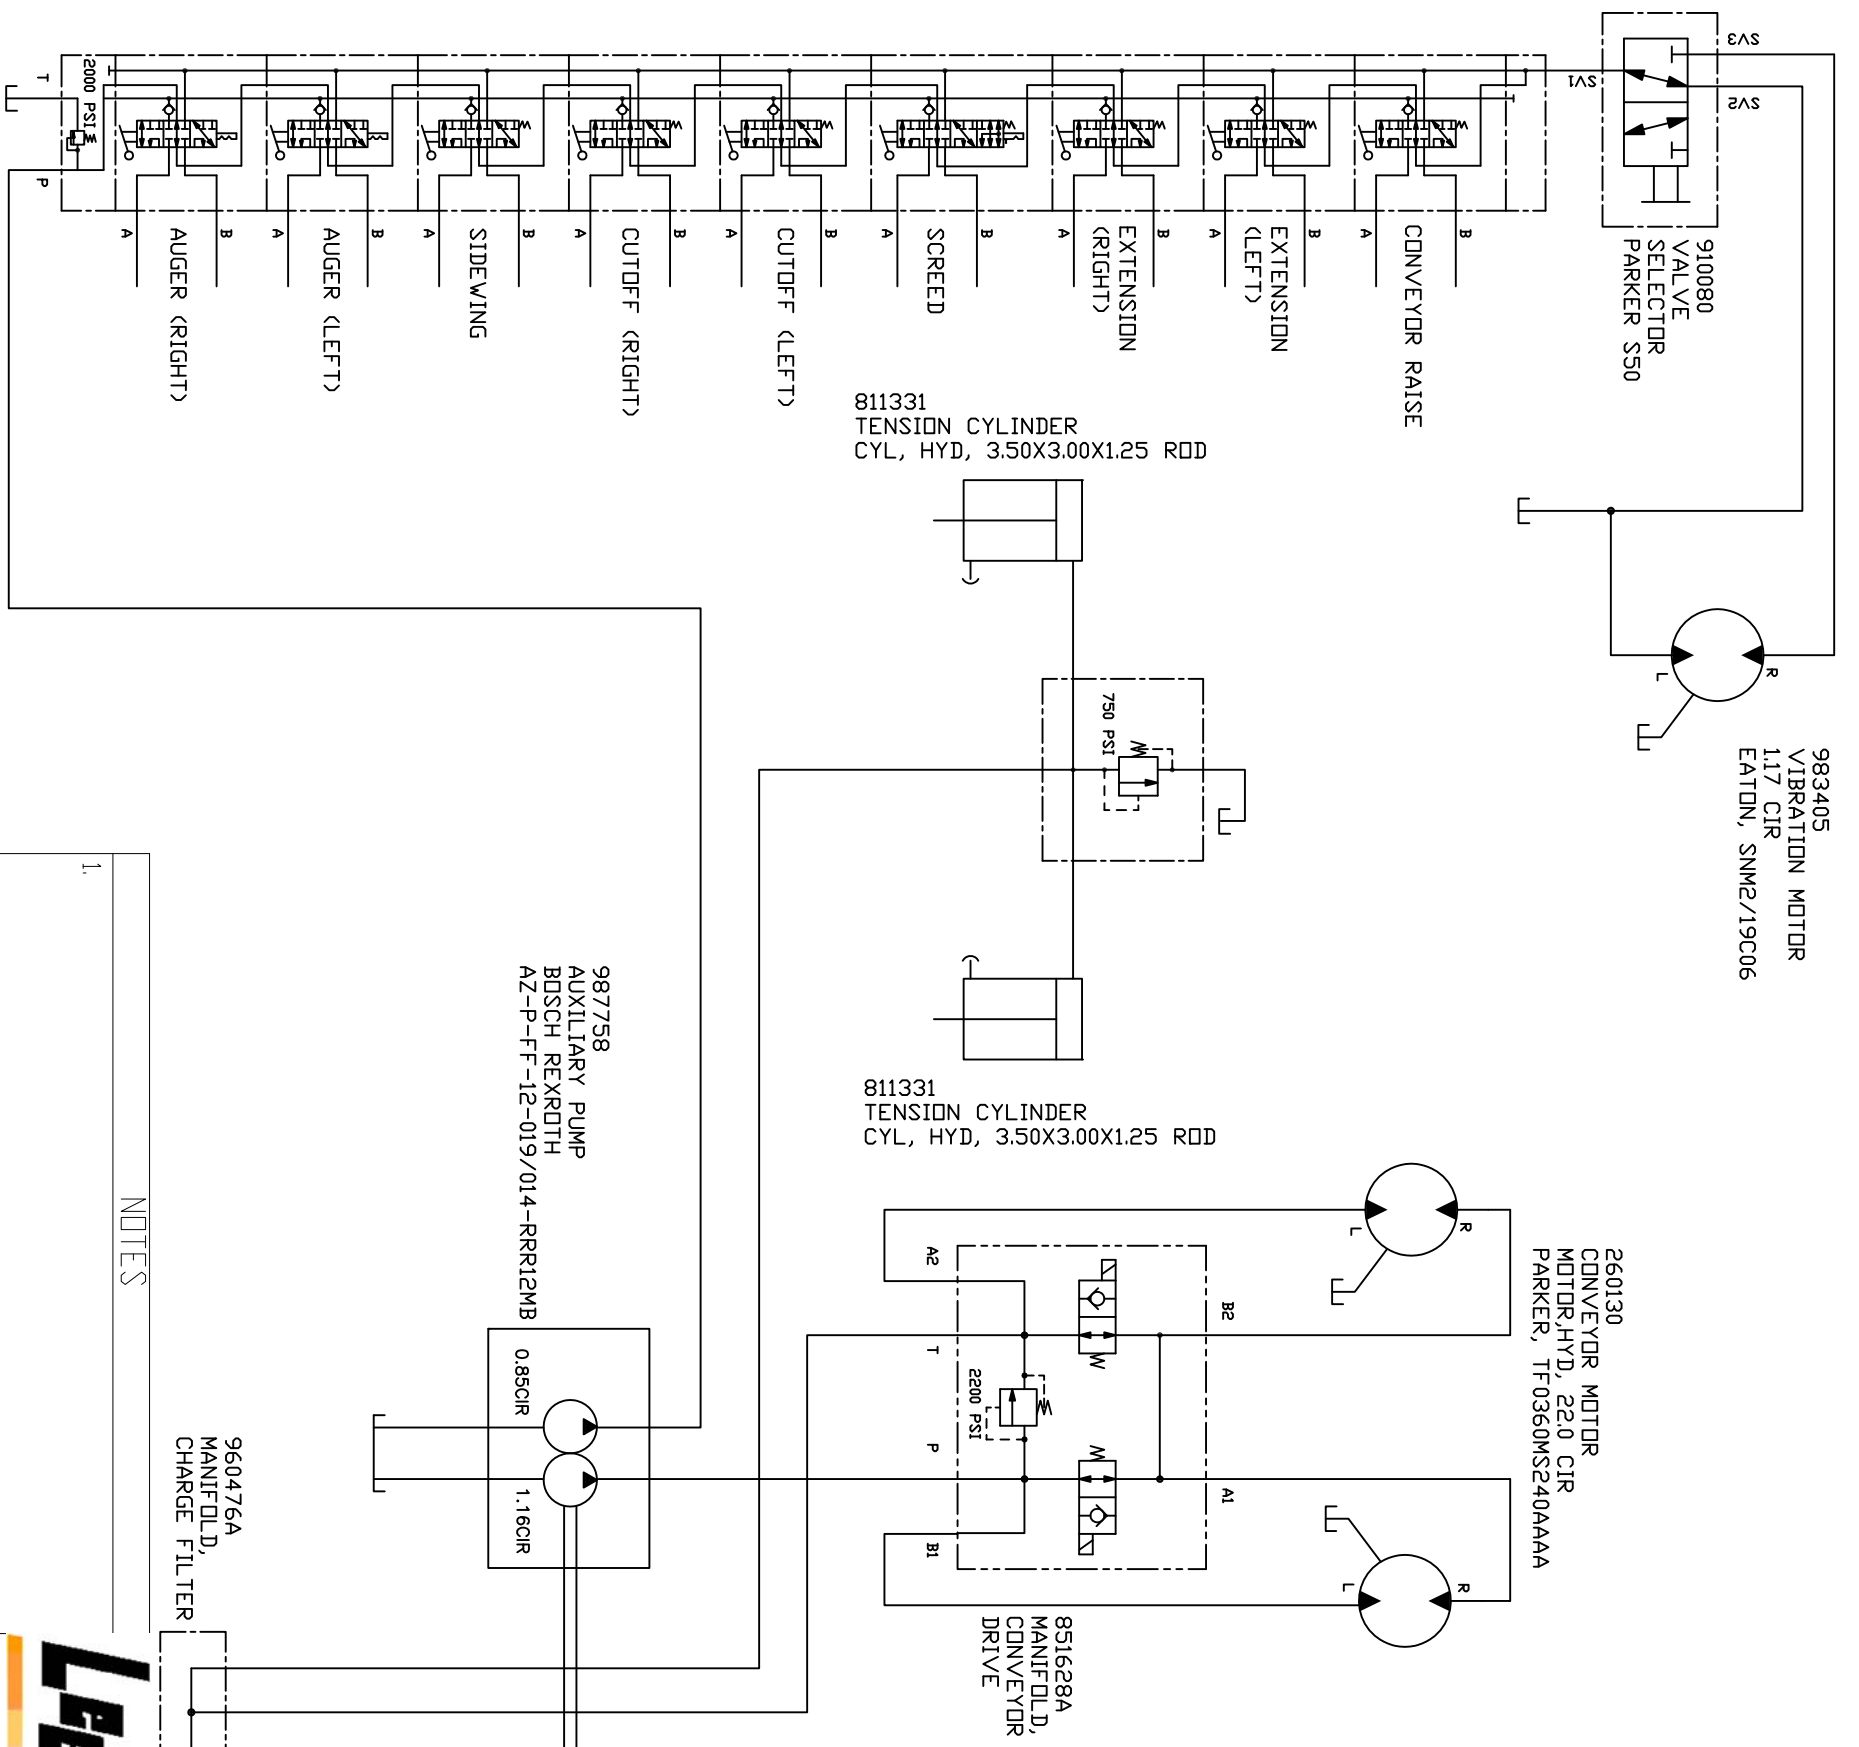 SV3
SV1
SV2
T
2000 PSI
P
A
B
AUGER (RIGHT)
A
B
AUGER (LEFT)
A
B
SIDEWING
A
B
CUTOFF (RIGHT)
A
B
CUTOFF (LEFT)
A
B
SCREED
A
B
EXTENSION
(RIGHT)
A
B
EXTENSION
(LEFT)
A
B
CONVEYOR RAISE
910080
VALVE
SELECTOR
PARKER S50
811331
TENSION CYLINDER
CYL, HYD, 3.50X3.00X1.25 ROD
750 PSI
L
R
983405
VIBRATION MOTOR
1.17 CIR
EATON, SNM2/19C06
811331
TENSION CYLINDER
CYL, HYD, 3.50X3.00X1.25 ROD
987758
AUXILIARY PUMP
BOSCH REXROTH
AZ-P-FF-12-019/014-RRR12MB
0.85CIR
1.16CIR
A2
T
P
B1
2200 PSI
B2
A1
L
R
L
R
260130
CONVEYOR MOTOR
MOTOR,HYD, 22.0 CIR
PARKER, TF0360MS240AAAA
851628A
MANIFOLD,
CONVEYOR
DRIVE
960476A
MANIFOLD,
CHARGE FILTER
NOTES
1.